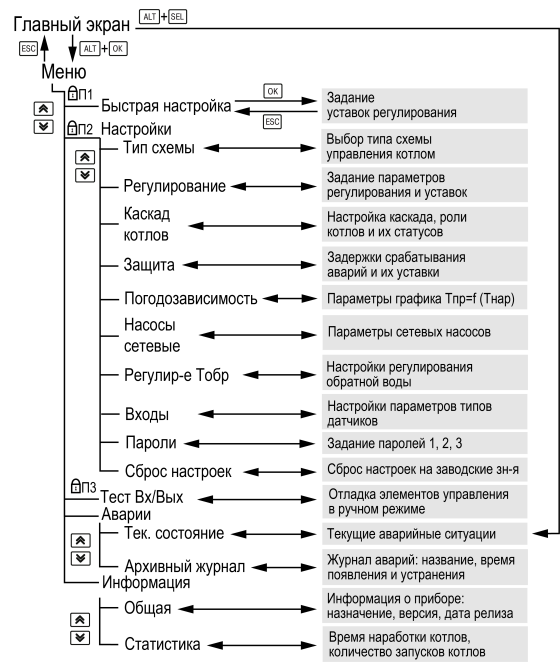 Главный экран ALT+SEL
ESC ALT+OK
Меню
П1
Быстрая настройка OK ESC Задание
уставок регулирования
П2 Настройки
Тип схемы Выбор типа схемы
управления котлом
Регулирование Задание параметров
регулирования и уставок
Каскад
котлов
Настройка каскада, роли
котлов и их статусов
Защита Задержки срабатывания
аварий и их уставки
Погодозависимость Параметры графика Тпр=f (Тнар)
Насосы
сетевые
Параметры сетевых насосов
Регулир-е Тобр Настройки регулирования
обратной воды
Входы Настройки параметров типов
датчиков
Пароли Задание паролей 1, 2, 3
Сброс настроек Сброс настроек на заводские зн-я
П3
Тест Вх/Вых Отладка элементов управления
в ручном режиме
Аварии
Тек. состояние Текущие аварийные ситуации
Архивный журнал Журнал аварий: название, время
появления и устранения
Информация
Общая Информация о приборе:
назначение, версия, дата релиза
Статистика Время наработки котлов,
количество запусков котлов